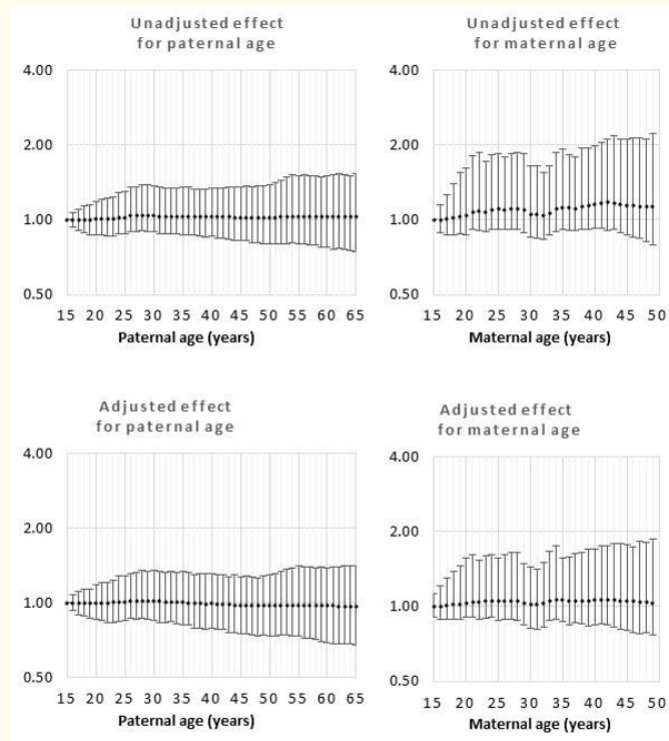 Unadjusted effect
for paternal age
4.00
2.00
1.00
0.50
15 20 25 30 35 40 45 50 55 60 65
Paternal age (years)
Unadjusted effect
for maternal age
4.00
2.00
1.00
0.50
15 20 25 30 35 40 45 50
Maternal age (years)
Adjusted effect
for paternal age
4.00
2.00
1.00
0.50
15 20 25 30 35 40 45 50 55 60 65
Paternal age (years)
Adjusted effect
for maternal age
4.00
2.00
1.00
0.50
15 20 25 30 35 40 45 50
Maternal age (years)